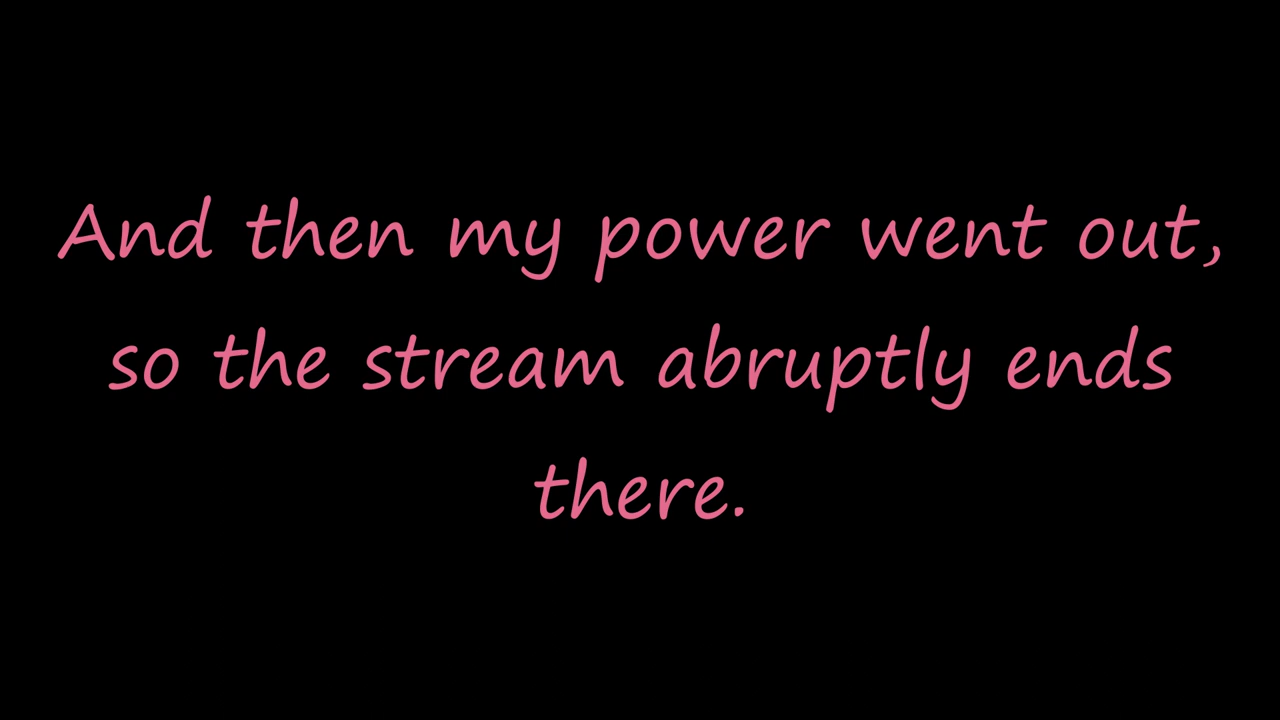 And then my power went out,
so the stream abruptly ends
there.